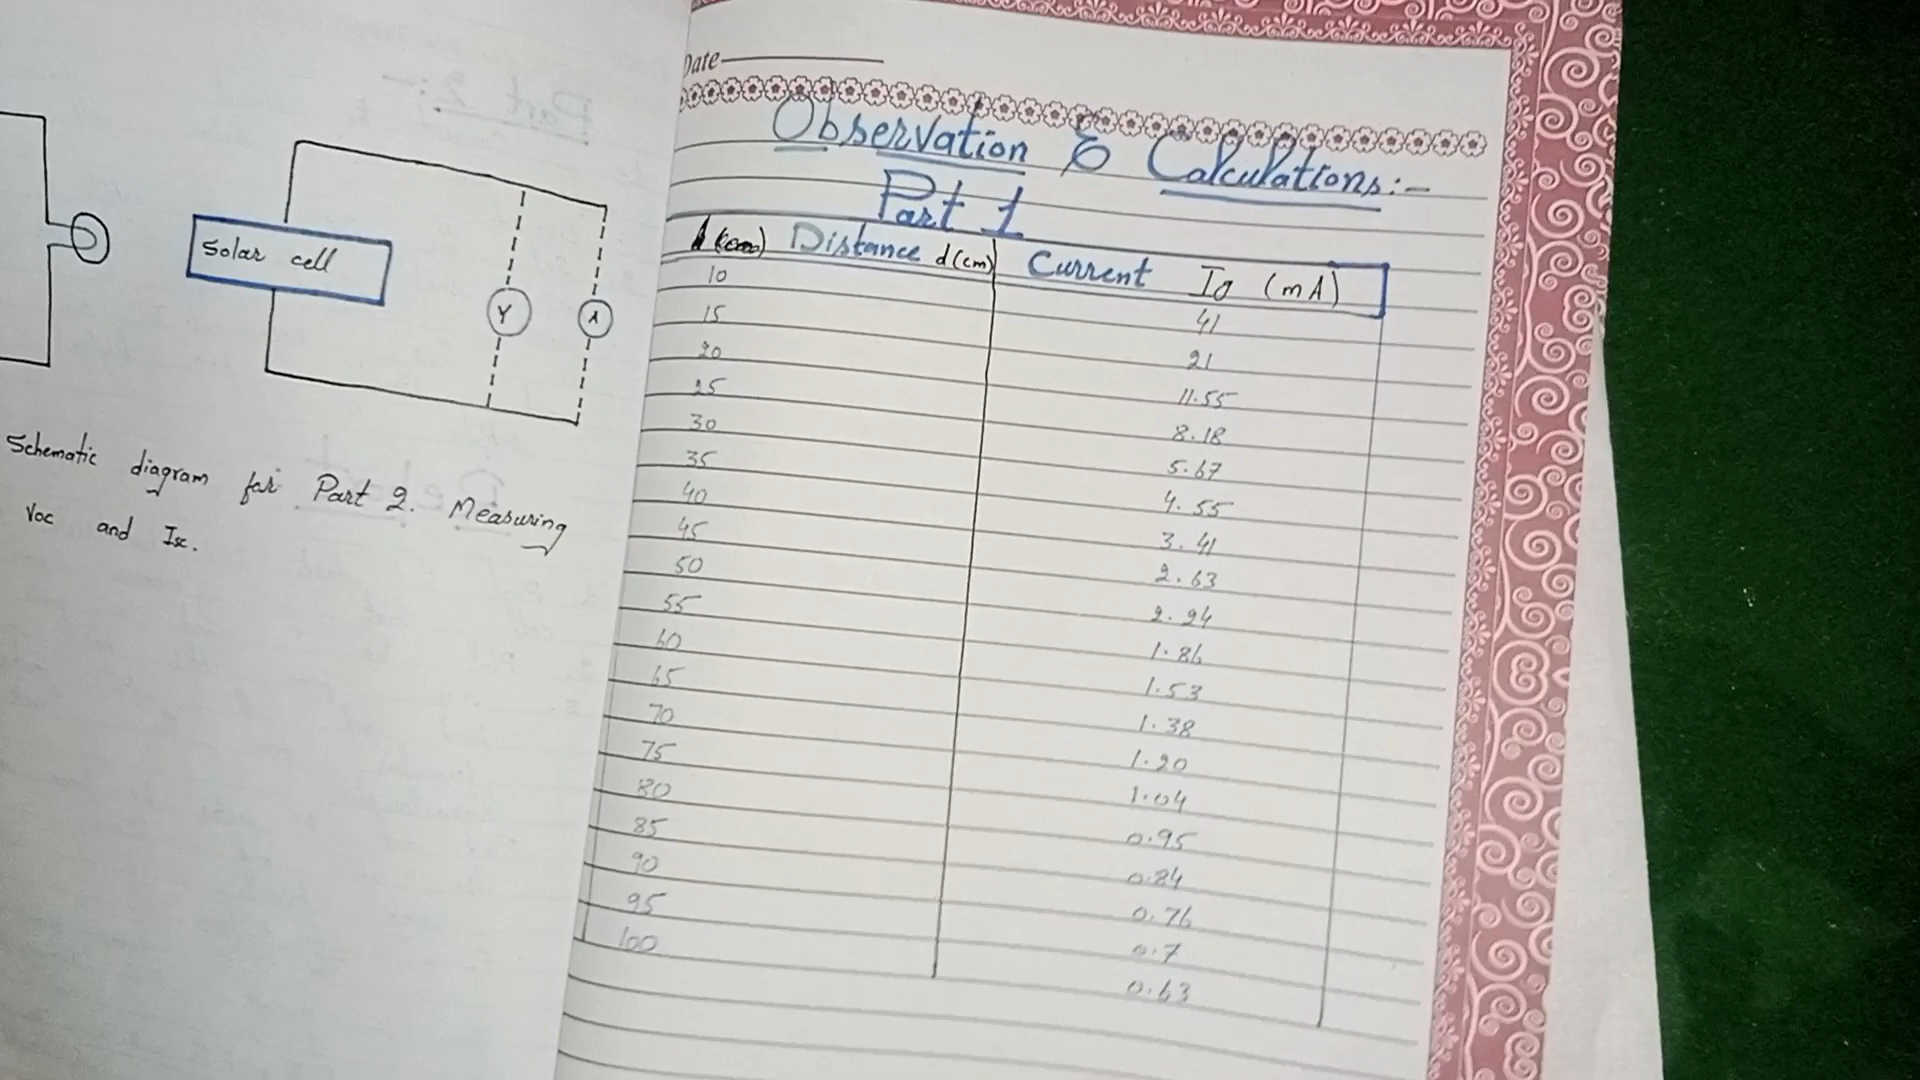 Part 2:-
Solar cell
V
A
Schematic diagram for Part 2. Measuring
Voc and Isc.
Date
Observation & Calculations:-
Part 1
Distance d(cm) Current Io (mA)
10 41
15 21
20 11.55
25 8.18
30 5.67
35 4.55
40 3.41
45 2.63
50 2.24
55 1.86
60 1.53
65 1.38
70 1.20
75 1.04
80 0.95
85 0.84
90 0.76
95 0.7
100 0.63